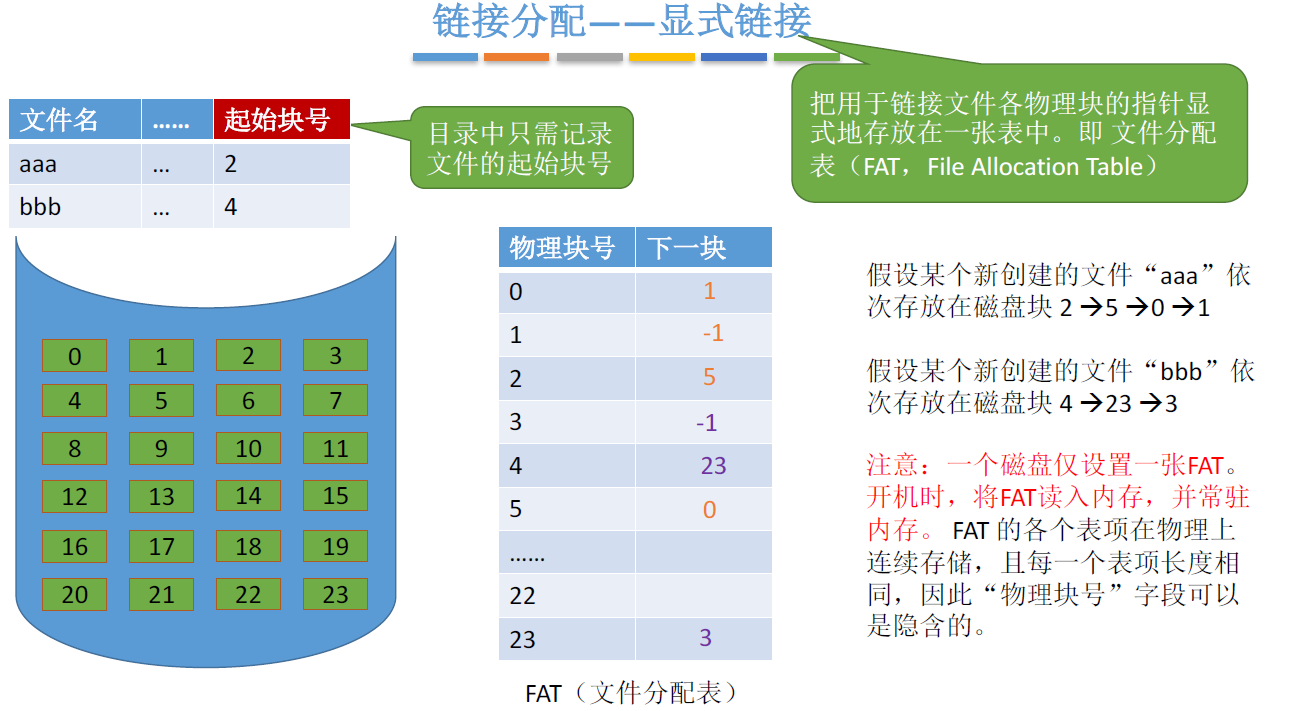 链接分配——显式链接
把用于链接文件各物理块的指针显
式地存放在一张表中。即 文件分配
表（FAT，File Allocation Table）
文件名 …… 起始块号
aaa … 2
bbb … 4
目录中只需记录
文件的起始块号
0 1 2 3
4 5 6 7
8 9 10 11
12 13 14 15
16 17 18 19
20 21 22 23
物理块号 下一块
0 1
1 -1
2 5
3 -1
4 23
5 0
……
22
23 3
FAT（文件分配表）
假设某个新创建的文件“aaa”依
次存放在磁盘块 2 →5 →0 →1
假设某个新创建的文件“bbb”依
次存放在磁盘块 4 →23 →3
注意：一个磁盘仅设置一张FAT。
开机时，将FAT读入内存，并常驻
内存。 FAT 的各个表项在物理上
连续存储，且每一个表项长度相
同，因此“物理块号”字段可以
是隐含的。